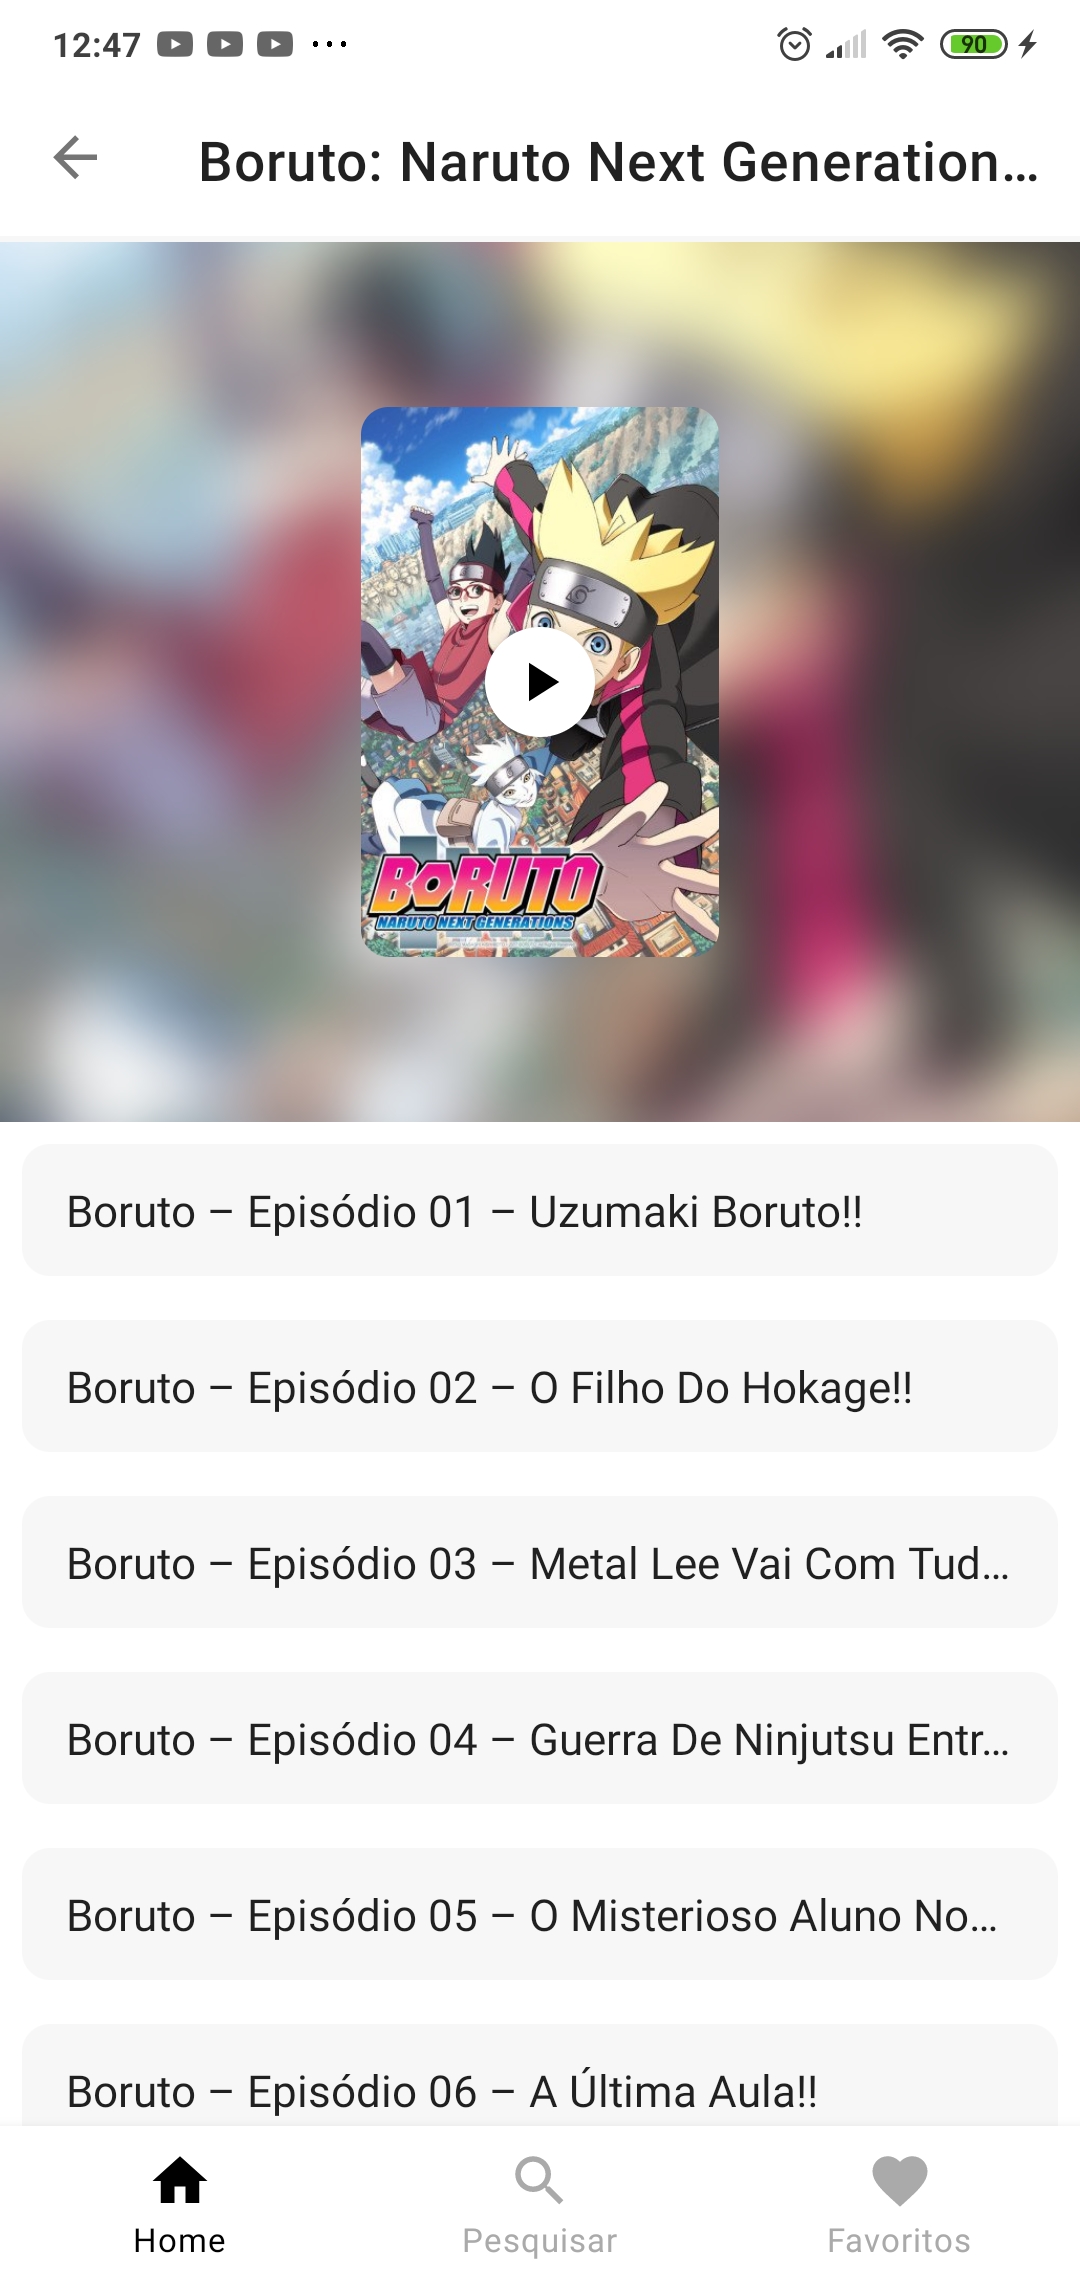 12:47
90
Boruto: Naruto Next Generation...
BORUTO
NARUTO NEXT GENERATIONS
Boruto – Episódio 01 – Uzumaki Boruto!!
Boruto – Episódio 02 – O Filho Do Hokage!!
Boruto – Episódio 03 – Metal Lee Vai Com Tud...
Boruto – Episódio 04 – Guerra De Ninjutsu Entr...
Boruto – Episódio 05 – O Misterioso Aluno No...
Boruto – Episódio 06 – A Última Aula!!
Home
Pesquisar
Favoritos